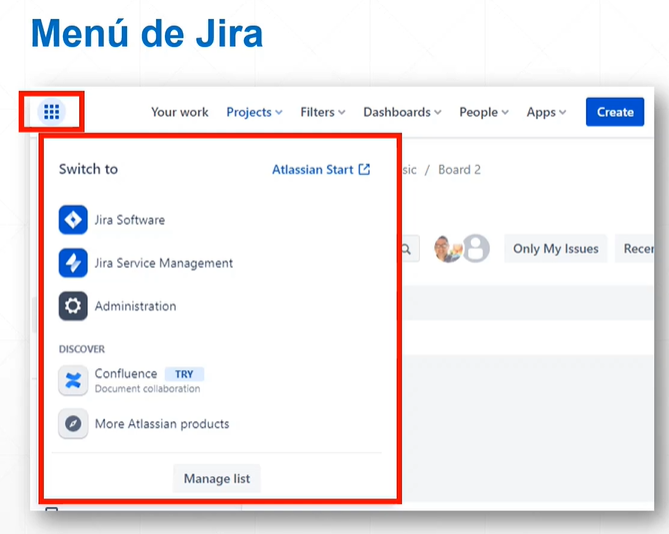 Menú de Jira
Your work Projects Filters Dashboards People Apps Create
Switch to Atlassian Start
sic / Board 2
Jira Software
Only My Issues Recen
Jira Service Management
Administration
DISCOVER
Confluence TRY
Document collaboration
More Atlassian products
Manage list